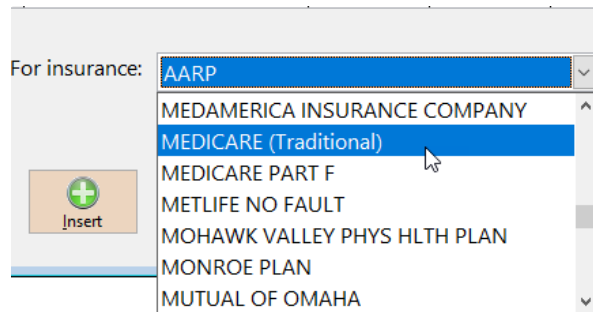 For insurance: AARP
MEDAMERICA INSURANCE COMPANY
MEDICARE (Traditional)
MEDICARE PART F
METLIFE NO FAULT
MOHAWK VALLEY PHYS HLTH PLAN
MONROE PLAN
MUTUAL OF OMAHA
Insert